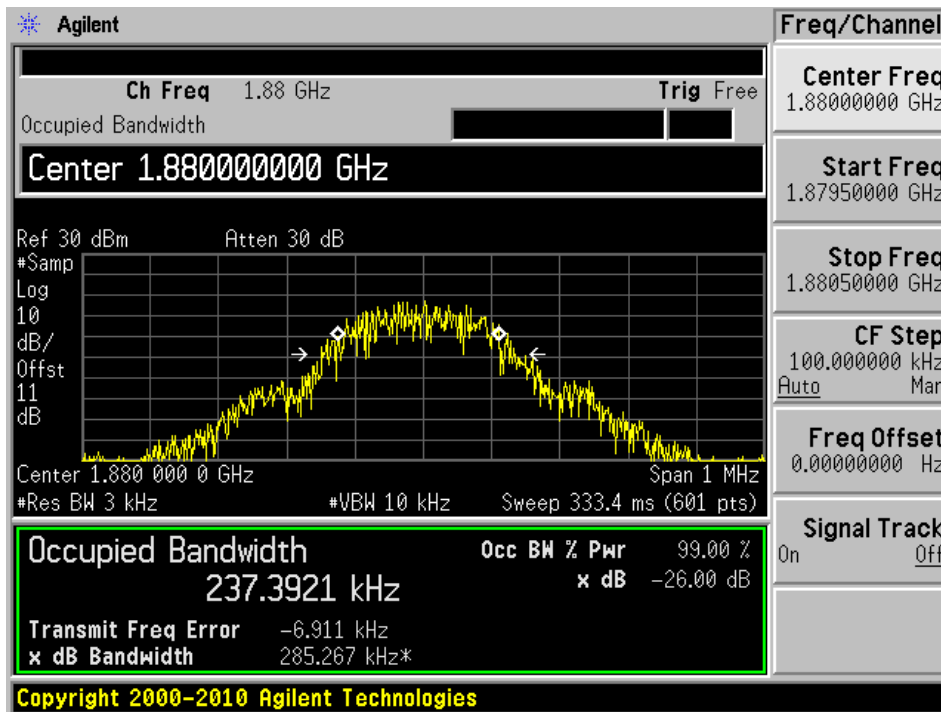 Agilent
Freq/Channel
Ch Freq 1.88 GHz Trig Free
Occupied Bandwidth
Center 1.880000000 GHz
Ref 30 dBm Atten 30 dB
#Samp
Log
10
dB/
Offst
11
dB
Center 1.880 000 0 GHz Span 1 MHz
#Res BW 3 kHz #VBW 10 kHz Sweep 333.4 ms (601 pts)
Occupied Bandwidth Occ BW % Pwr 99.00 %
237.3921 kHz x dB -26.00 dB
Transmit Freq Error -6.911 kHz
x dB Bandwidth 285.267 kHz*
Copyright 2000-2010 Agilent Technologies
Center Freq
1.88000000 GHz
Start Freq
1.87950000 GHz
Stop Freq
1.88050000 GHz
CF Step
100.000000 kHz
Auto Man
Freq Offset
0.00000000 Hz
Signal Track
On Off